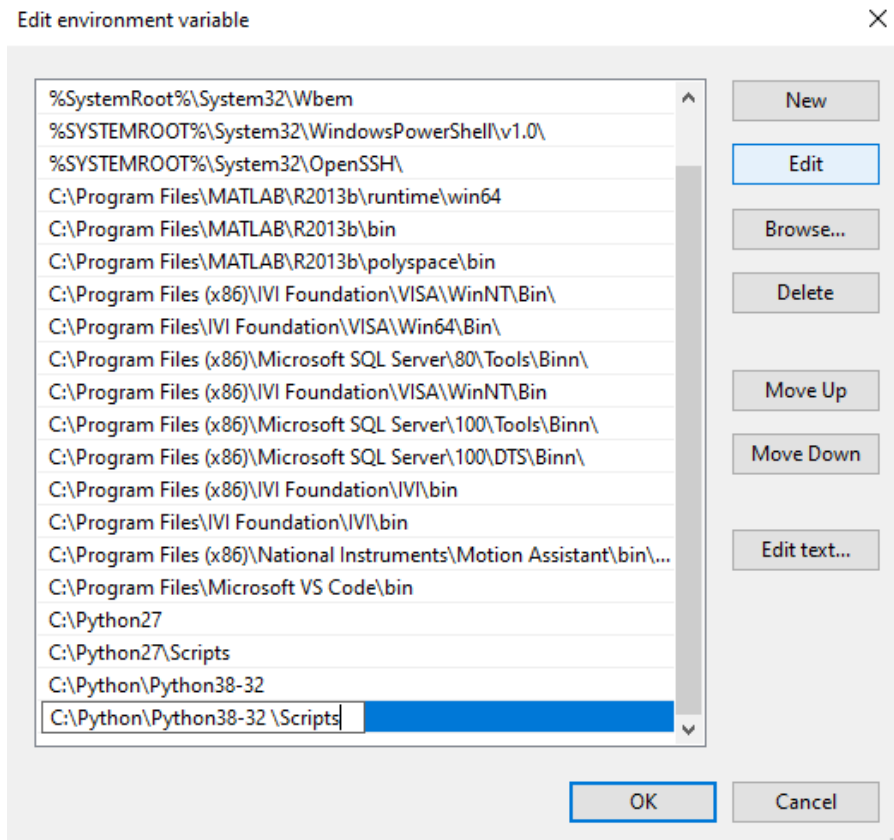 Edit environment variable
%SystemRoot%\System32\Wbem
%SYSTEMROOT%\System32\WindowsPowerShell\v1.0\
%SYSTEMROOT%\System32\OpenSSH\
C:\Program Files\MATLAB\R2013b\runtime\win64
C:\Program Files\MATLAB\R2013b\bin
C:\Program Files\MATLAB\R2013b\polyspace\bin
C:\Program Files (x86)\IVI Foundation\VISA\WinNT\Bin\
C:\Program Files\IVI Foundation\VISA\Win64\Bin\
C:\Program Files (x86)\Microsoft SQL Server\80\Tools\Binn\
C:\Program Files (x86)\IVI Foundation\VISA\WinNT\Bin
C:\Program Files (x86)\Microsoft SQL Server\100\Tools\Binn\
C:\Program Files (x86)\Microsoft SQL Server\100\DTS\Binn\
C:\Program Files (x86)\IVI Foundation\IVI\bin
C:\Program Files\IVI Foundation\IVI\bin
C:\Program Files (x86)\National Instruments\Motion Assistant\bin\...
C:\Program Files\Microsoft VS Code\bin
C:\Python27
C:\Python27\Scripts
C:\Python\Python38-32
C:\Python\Python38-32 \Scripts
New
Edit
Browse...
Delete
Move Up
Move Down
Edit text...
OK
Cancel